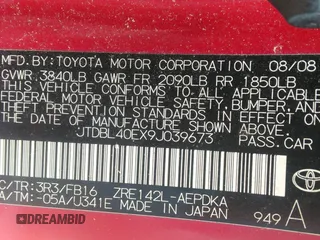 MFD.BY:TOYOTA MOTOR CORPORATION 08/08
GVWR 3840LB GAWR FR 2090LB RR 1850LB
THIS VEHICLE CONFORMS TO ALL APPLICABLE
FEDERAL MOTOR VEHICLE SAFETY, BUMPER, AND
THEFT PREVENTION STANDARDS IN EFFECT ON
THE DATE OF MANUFACTURE SHOWN ABOVE.
JTDBL40EX9J039673 PASS.CAR
C/TR:3R3/FB16 ZRE142L-AEPDKA
A/TM:-05A/U341E MADE IN JAPAN
949 A
TOYOTA